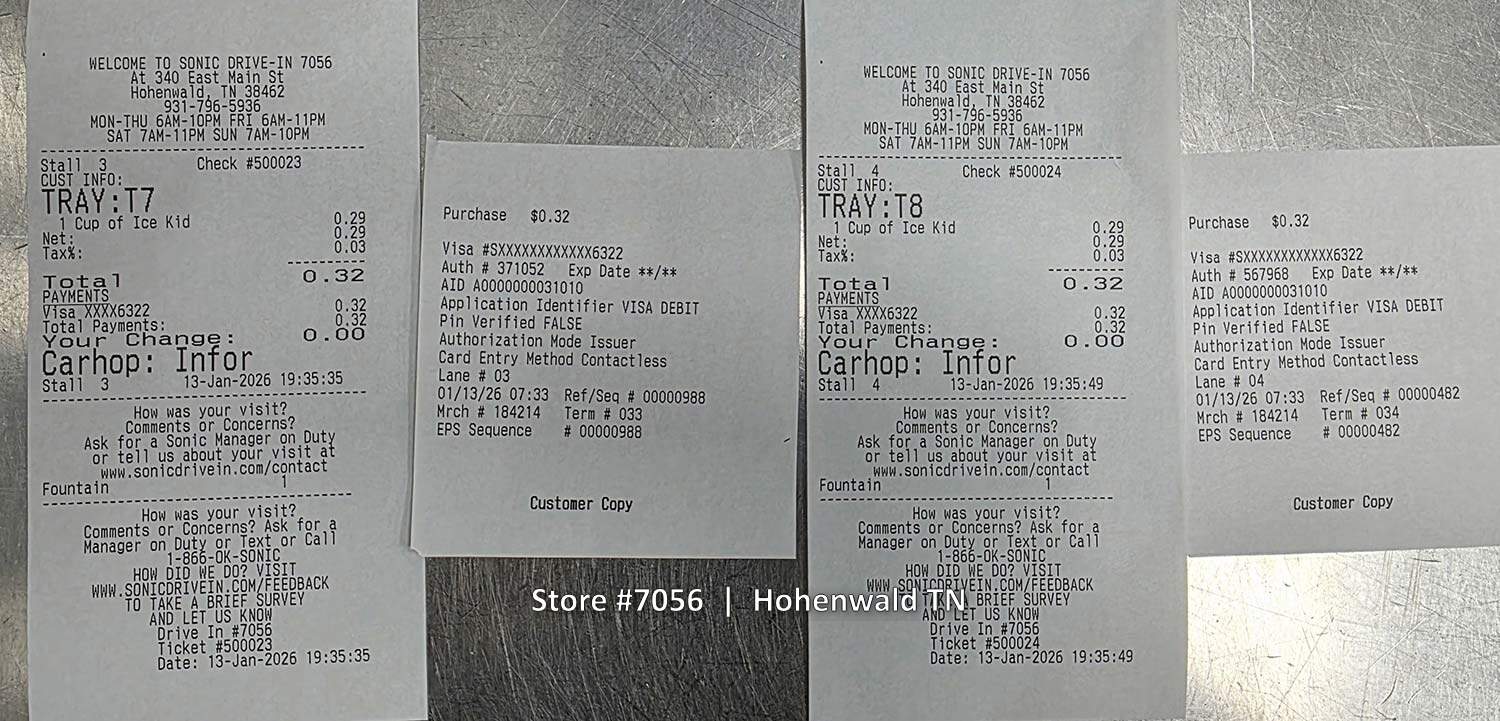 WELCOME TO SONIC DRIVE-IN 7056
At 340 East Main St
Hohenwald, TN 38462
931-796-5936
MON-THU 6AM-10PM FRI 6AM-11PM
SAT 7AM-11PM SUN 7AM-10PM
Stall 3 Check #500023
CUST INFO:
TRAY:T7
1 Cup of Ice Kid 0.29
Net: 0.29
Tax%: 0.03
Total 0.32
PAYMENTS
Visa XXXX6322 0.32
Total Payments: 0.32
Your Change: 0.00
Carhop: Infor
Stall 3 13-Jan-2026 19:35:35
How was your visit?
Comments or Concerns?
Ask for a Sonic Manager on Duty
or tell us about your visit at
www.sonicdrivein.com/contact
Fountain 1
How was your visit?
Comments or Concerns? Ask for a
Manager on Duty or Text or Call
1-866-OK-SONIC
HOW DID WE DO? VISIT
WWW.SONICDRIVEIN.COM/FEEDBACK
TO TAKE A BRIEF SURVEY
AND LET US KNOW
Drive In #7056
Ticket #500023
Date: 13-Jan-2026 19:35:35
Purchase $0.32
Visa #SXXXXXXXXXXXX6322
Auth # 371052 Exp Date **/**
AID A0000000031010
Application Identifier VISA DEBIT
Pin Verified FALSE
Authorization Mode Issuer
Card Entry Method Contactless
Lane # 03
01/13/26 07:33 Ref/Seq # 00000988
Mrch # 184214 Term # 033
EPS Sequence # 00000988
Customer Copy
WELCOME TO SONIC DRIVE-IN 7056
At 340 East Main St
Hohenwald, TN 38462
931-796-5936
MON-THU 6AM-10PM FRI 6AM-11PM
SAT 7AM-11PM SUN 7AM-10PM
Stall 4 Check #500024
CUST INFO:
TRAY:T8
1 Cup of Ice Kid 0.29
Net: 0.29
Tax%: 0.03
Total 0.32
PAYMENTS
Visa XXXX6322 0.32
Total Payments: 0.32
Your Change: 0.00
Carhop: Infor
Stall 4 13-Jan-2026 19:35:49
How was your visit?
Comments or Concerns?
Ask for a Sonic Manager on Duty
or tell us about your visit at
www.sonicdrivein.com/contact
Fountain 1
How was your visit?
Comments or Concerns? Ask for a
Manager on Duty or Text or Call
1-866-OK-SONIC
HOW DID WE DO? VISIT
WWW.SONICDRIVEIN.COM/FEEDBACK
BRIEF SURVEY
AND LET US KNOW
Drive In #7056
Ticket #500024
Date: 13-Jan-2026 19:35:49
Purchase $0.32
Visa #SXXXXXXXXXXXX6322
Auth # 567968 Exp Date **/**
AID A0000000031010
Application Identifier VISA DEBIT
Pin Verified FALSE
Authorization Mode Issuer
Card Entry Method Contactless
Lane # 04
01/13/26 07:33 Ref/Seq # 00000482
Mrch # 184214 Term # 034
EPS Sequence # 00000482
Customer Copy
Store #7056 | Hohenwald TN